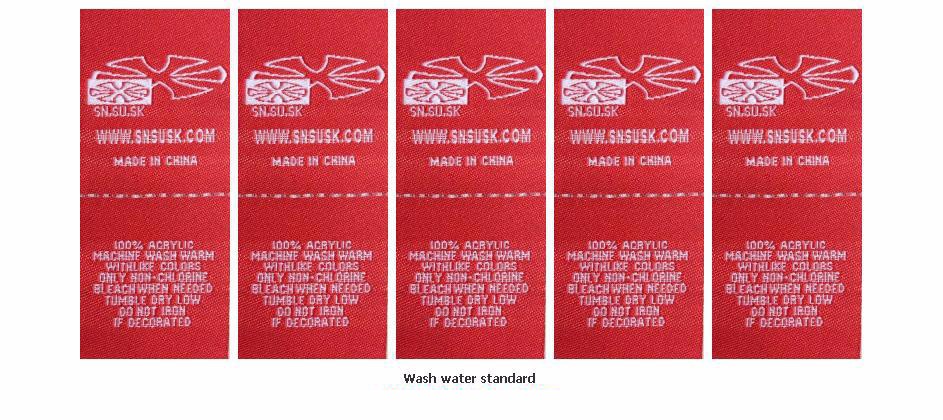 SN.SU.SK SN.SU.SK SN.SU.SK SN.SU.SK SN.SU.SK
WWW.SNSUSK.COM WWW.SNSUSK.COM WWW.SNSUSK.COM WWW.SNSUSK.COM WWW.SNSUSK.COM
MADE IN CHINA MADE IN CHINA MADE IN CHINA MADE IN CHINA MADE IN CHINA
100% ACRYLIC 100% ACRYLIC 100% ACRYLIC 100% ACRYLIC 100% ACRYLIC
MACHINE WASH WARM MACHINE WASH WARM MACHINE WASH WARM MACHINE WASH WARM MACHINE WASH WARM
WITHLIKE COLORS WITHLIKE COLORS WITHLIKE COLORS WITHLIKE COLORS WITHLIKE COLORS
ONLY NON-CHLORINE ONLY NON-CHLORINE ONLY NON-CHLORINE ONLY NON-CHLORINE ONLY NON-CHLORINE
BLEACH WHEN NEEDED BLEACH WHEN NEEDED BLEACH WHEN NEEDED BLEACH WHEN NEEDED BLEACH WHEN NEEDED
TUMBLE DRY LOW TUMBLE DRY LOW TUMBLE DRY LOW TUMBLE DRY LOW TUMBLE DRY LOW
DO NOT IRON DO NOT IRON DO NOT IRON DO NOT IRON DO NOT IRON
IF DECORATED IF DECORATED IF DECORATED IF DECORATED IF DECORATED
Wash water standard